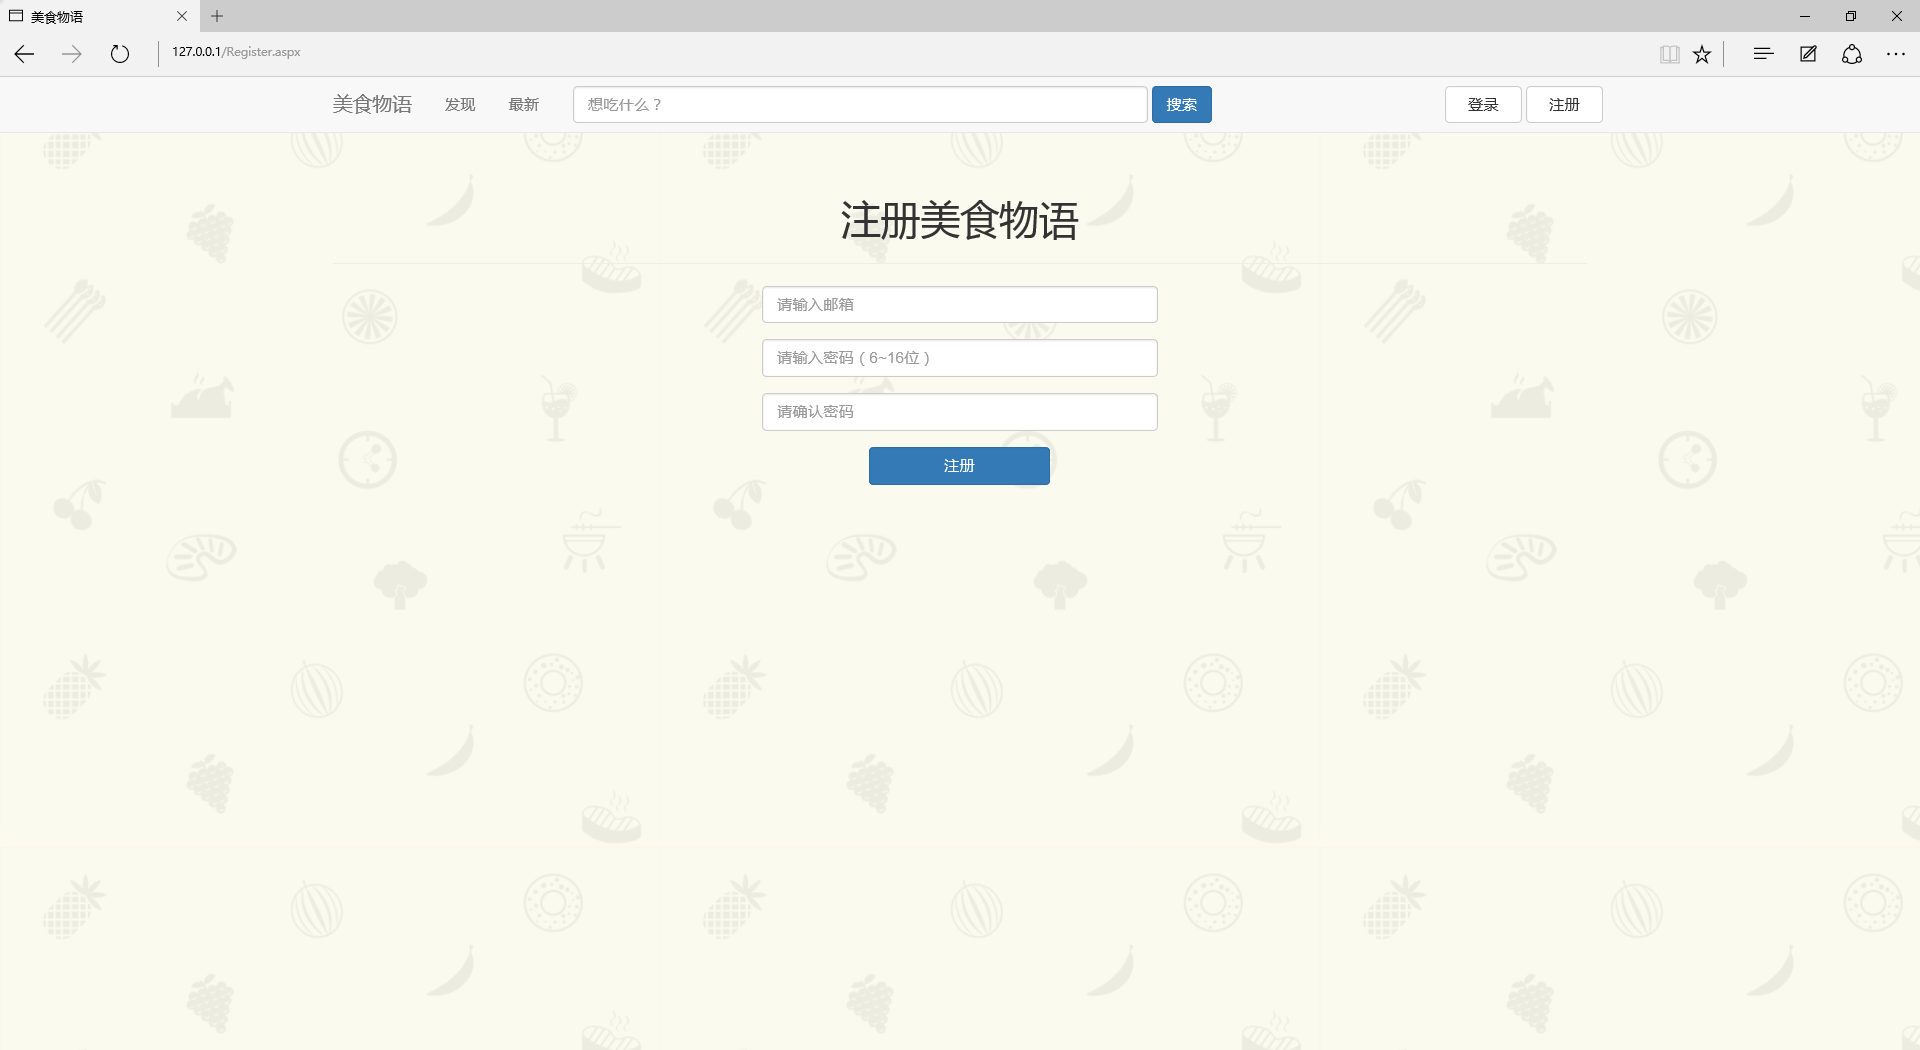 美食物语
127.0.0.1/Register.aspx
美食物语 发现 最新 想吃什么？ 搜索 登录 注册
注册美食物语
请输入邮箱
请输入密码（6~16位）
请确认密码
注册